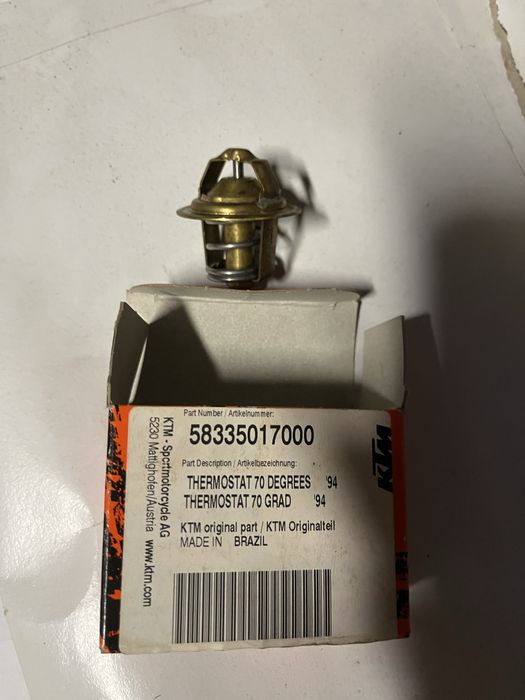 Part Number / Artikelnummer:
58335017000
Part Description / Artikelbezeichnung:
THERMOSTAT 70 DEGREES '94
THERMOSTAT 70 GRAD '94
KTM original part / KTM Originalteil
MADE IN BRAZIL
KTM - Sportmotorcycle AG
5230 Mattighofen/Austria www.ktm.com
KTM